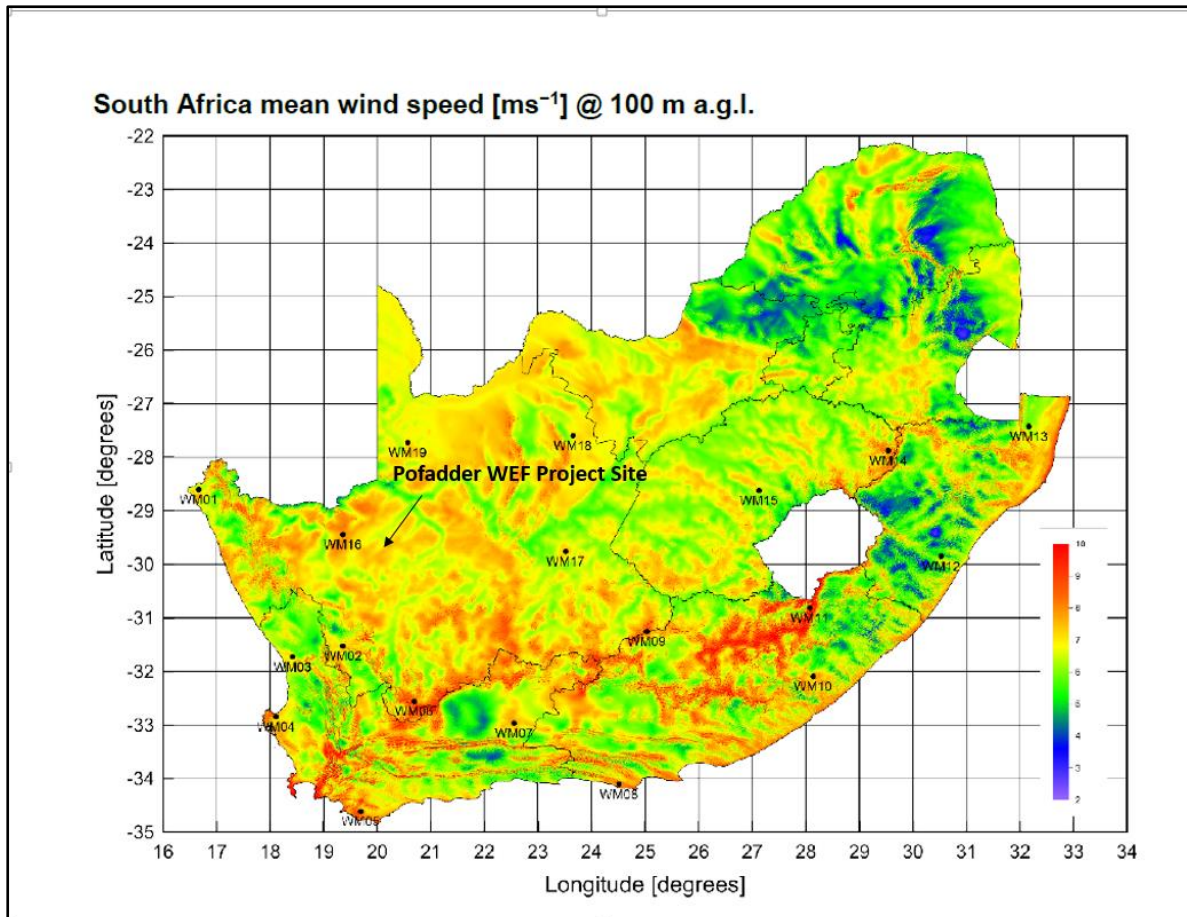 South Africa mean wind speed [ms⁻¹] @ 100 m a.g.l.
-22
-23
-24
-25
-26
-27
-28
-29
-30
-31
-32
-33
-34
-35
Latitude [degrees]
WM19
WM18
WM13
WM14
Pofadder WEF Project Site
WM01
WM15
WM16
WM17
WM12
WM11
WM09
WM02
WM03
WM10
WM06
WM04
WM07
WM08
WM05
10
9
8
7
6
5
4
3
2
16 17 18 19 20 21 22 23 24 25 26 27 28 29 30 31 32 33 34
Longitude [degrees]